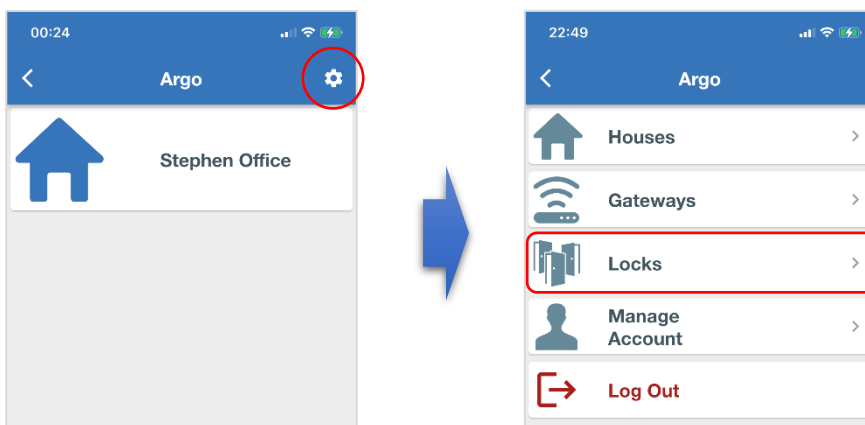 00:24
Argo
Stephen Office
22:49
Argo
Houses
Gateways
Locks
Manage
Account
Log Out